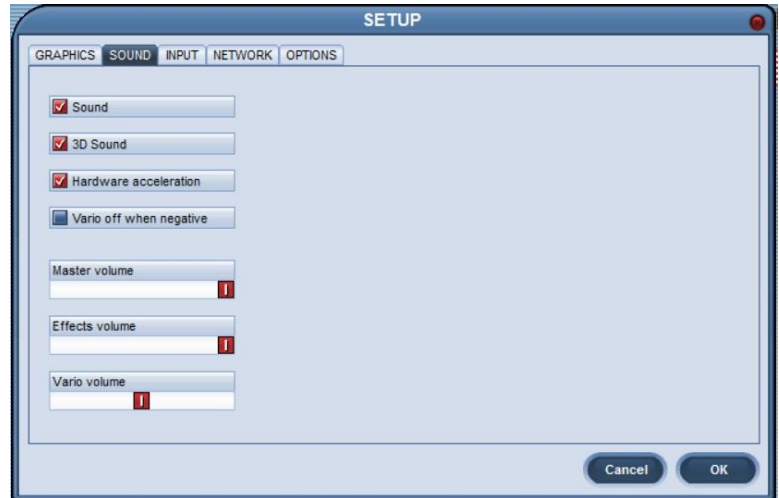 SETUP
GRAPHICS SOUND INPUT NETWORK OPTIONS
Sound
3D Sound
Hardware acceleration
Vario off when negative
Master volume
Effects volume
Vario volume
Cancel OK